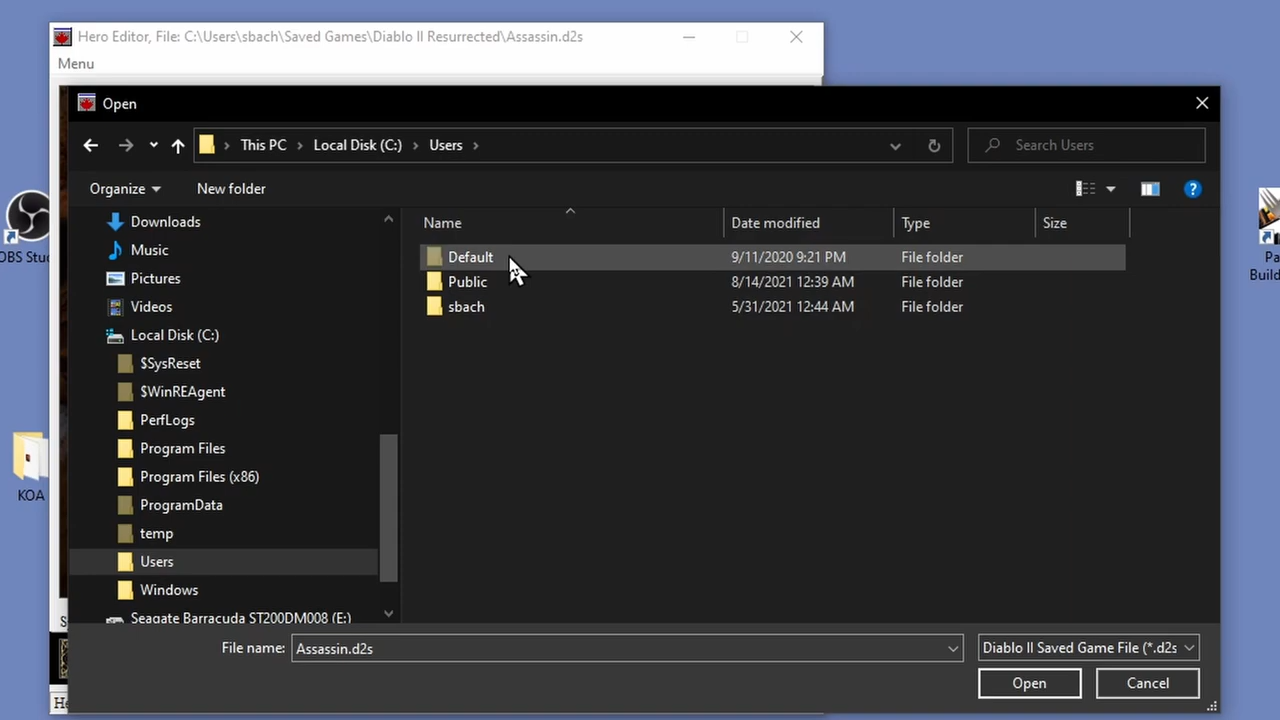 Hero Editor, File: C:\Users\sbach\Saved Games\Diablo II Resurrected\Assassin.d2s
Menu
Open
This PC > Local Disk (C:) > Users >
Search Users
Organize
New folder
Name
Date modified
Type
Size
Downloads
Music
Pictures
Videos
Local Disk (C:)
$SysReset
$WinREAgent
PerfLogs
Program Files
Program Files (x86)
ProgramData
temp
Users
Windows
Seagate Barracuda ST200DM008 (E:)
Default 9/11/2020 9:21 PM File folder
Public 8/14/2021 12:39 AM File folder
sbach 5/31/2021 12:44 AM File folder
File name: Assassin.d2s
Diablo II Saved Game File (*.d2s
Open
Cancel
OBS Stu
KOA
Pa
Build
He